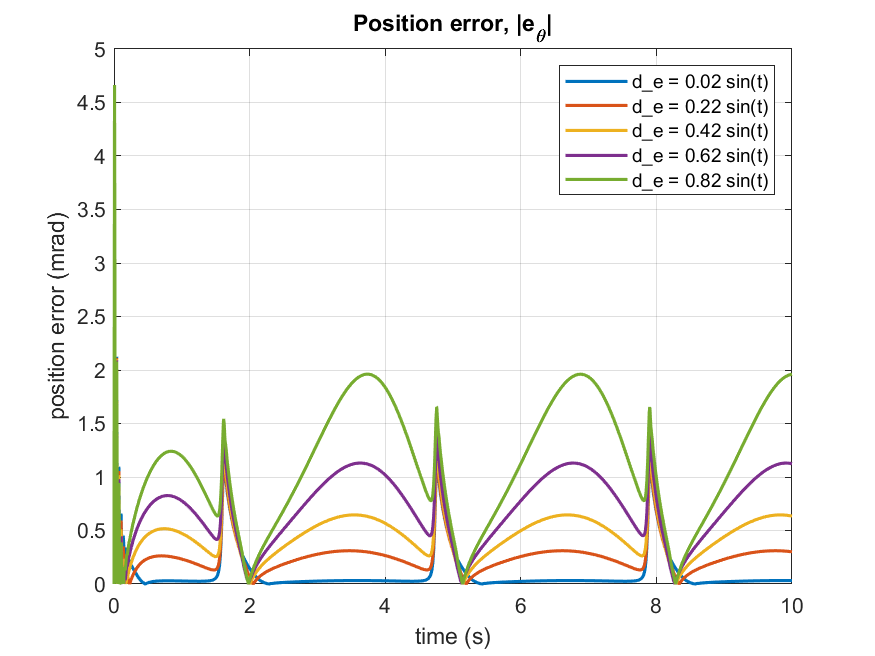 Position error, |eθ|
5
4.5
4
3.5
3
2.5
2
1.5
1
0.5
0
position error (mrad)
d_e = 0.02 sin(t)
d_e = 0.22 sin(t)
d_e = 0.42 sin(t)
d_e = 0.62 sin(t)
d_e = 0.82 sin(t)
0 2 4 6 8 10
time (s)